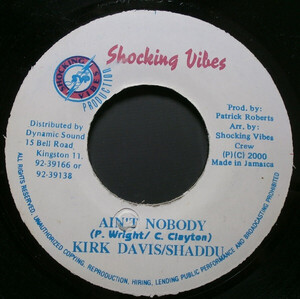 Shocking Vibes
SHOCKING VIBES
PRODUCTION
Distributed by
Dynamic Sound
15 Bell Road,
Kingston 11.
92-39166 or
92-39138
Prod. by:
Patrick Roberts
Arr. by:
Shocking Vibes
Crew
(P)(C) 2000
Made in Jamaica
AIN'T NOBODY
(P. Wright/ C. Clayton)
KIRK DAVIS/SHADDU
ALL RIGHTS RESERVED, UNAUTHORIZED COPYING, REPRODUCTION, HIRING, LENDING PUBLIC PERFORMANCE AND BROADCASTING PROHIBITED